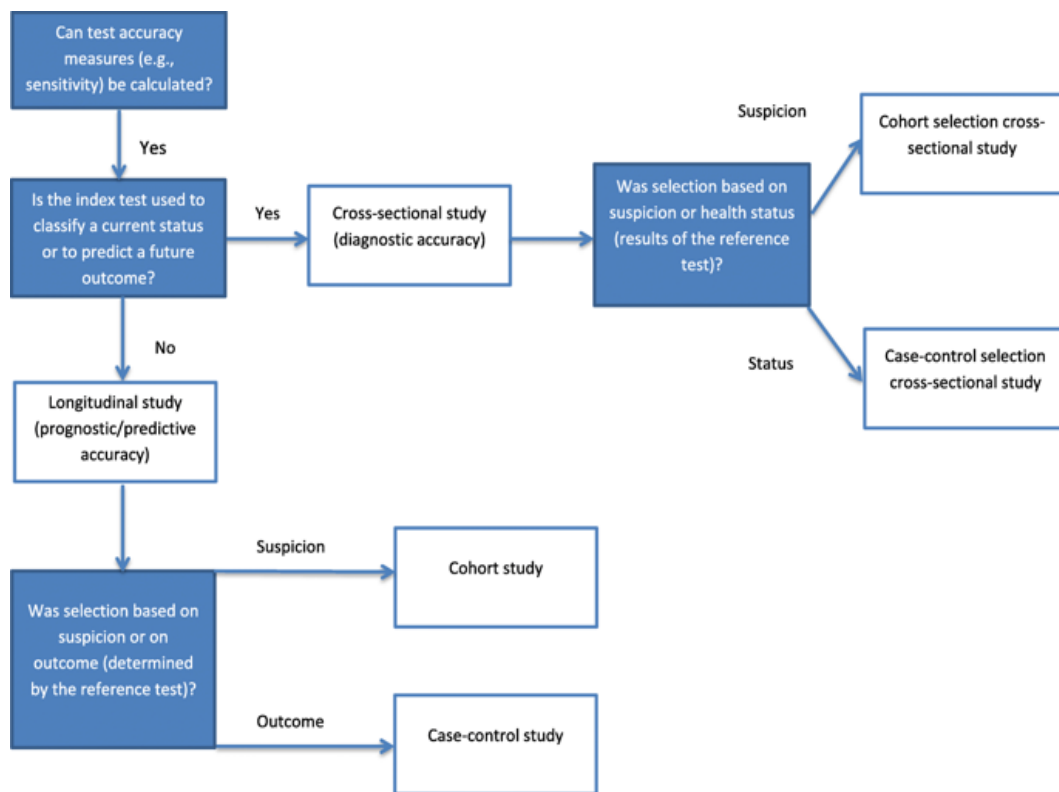 Can test accuracy
measures (e.g.,
sensitivity) be calculated?
Yes
Is the index test used to
classify a current status
or to predict a future
outcome?
Yes
Cross-sectional study
(diagnostic accuracy)
Was selection based on
suspicion or health status
(results of the reference
test)?
Suspicion
Cohort selection cross-
sectional study
Status
Case-control selection
cross-sectional study
No
Longitudinal study
(prognostic/predictive
accuracy)
Was selection based on
suspicion or on
outcome (determined
by the reference test)?
Suspicion
Cohort study
Outcome
Case-control study